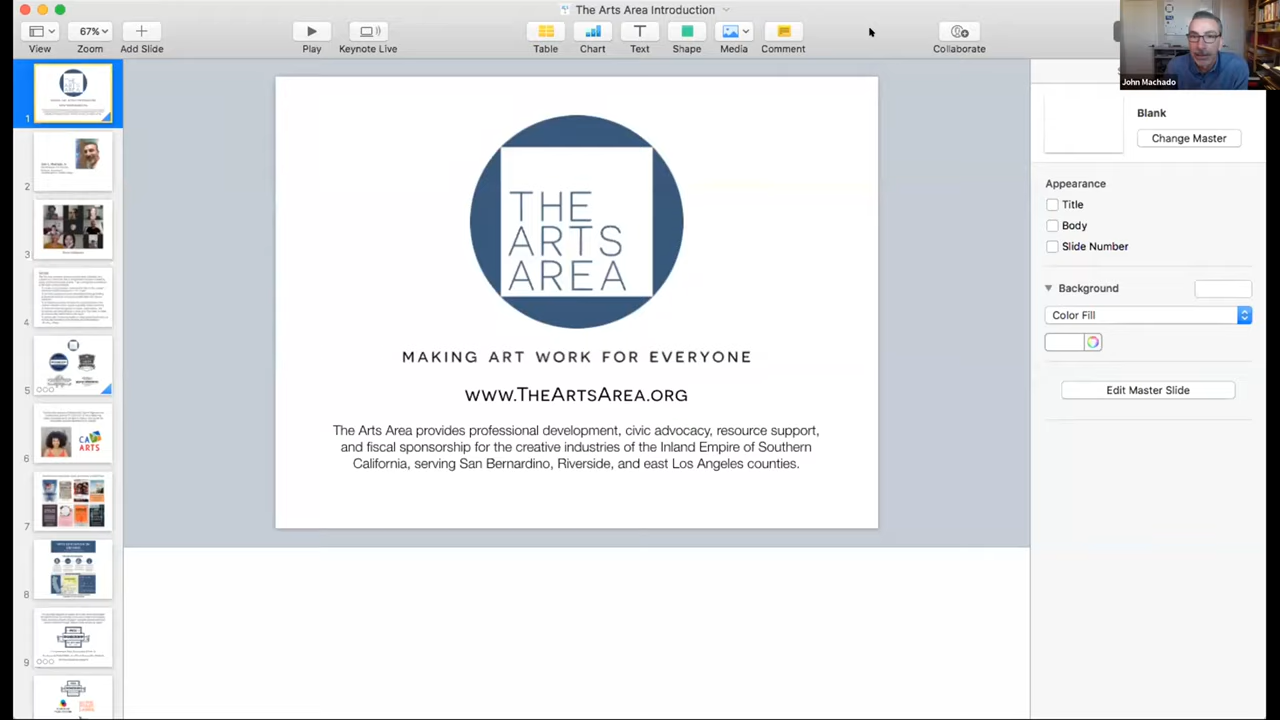 The Arts Area Introduction
67%
View
Zoom
Add Slide
Play
Keynote Live
Table
Chart
Text
Shape
Media
Comment
Collaborate
John Machado
THE
ARTS
AREA
MAKING ART WORK FOR EVERYONE
www.TheArtsArea.org
The Arts Area provides professional development, civic advocacy, resource support,
and fiscal sponsorship for the creative industries of the Inland Empire of Southern
California, serving San Bernardino, Riverside, and east Los Angeles counties.
Blank
Change Master
Appearance
Title
Body
Slide Number
Background
Color Fill
Edit Master Slide
1
2
3
4
5
6
CA
ARTS
7
8
9